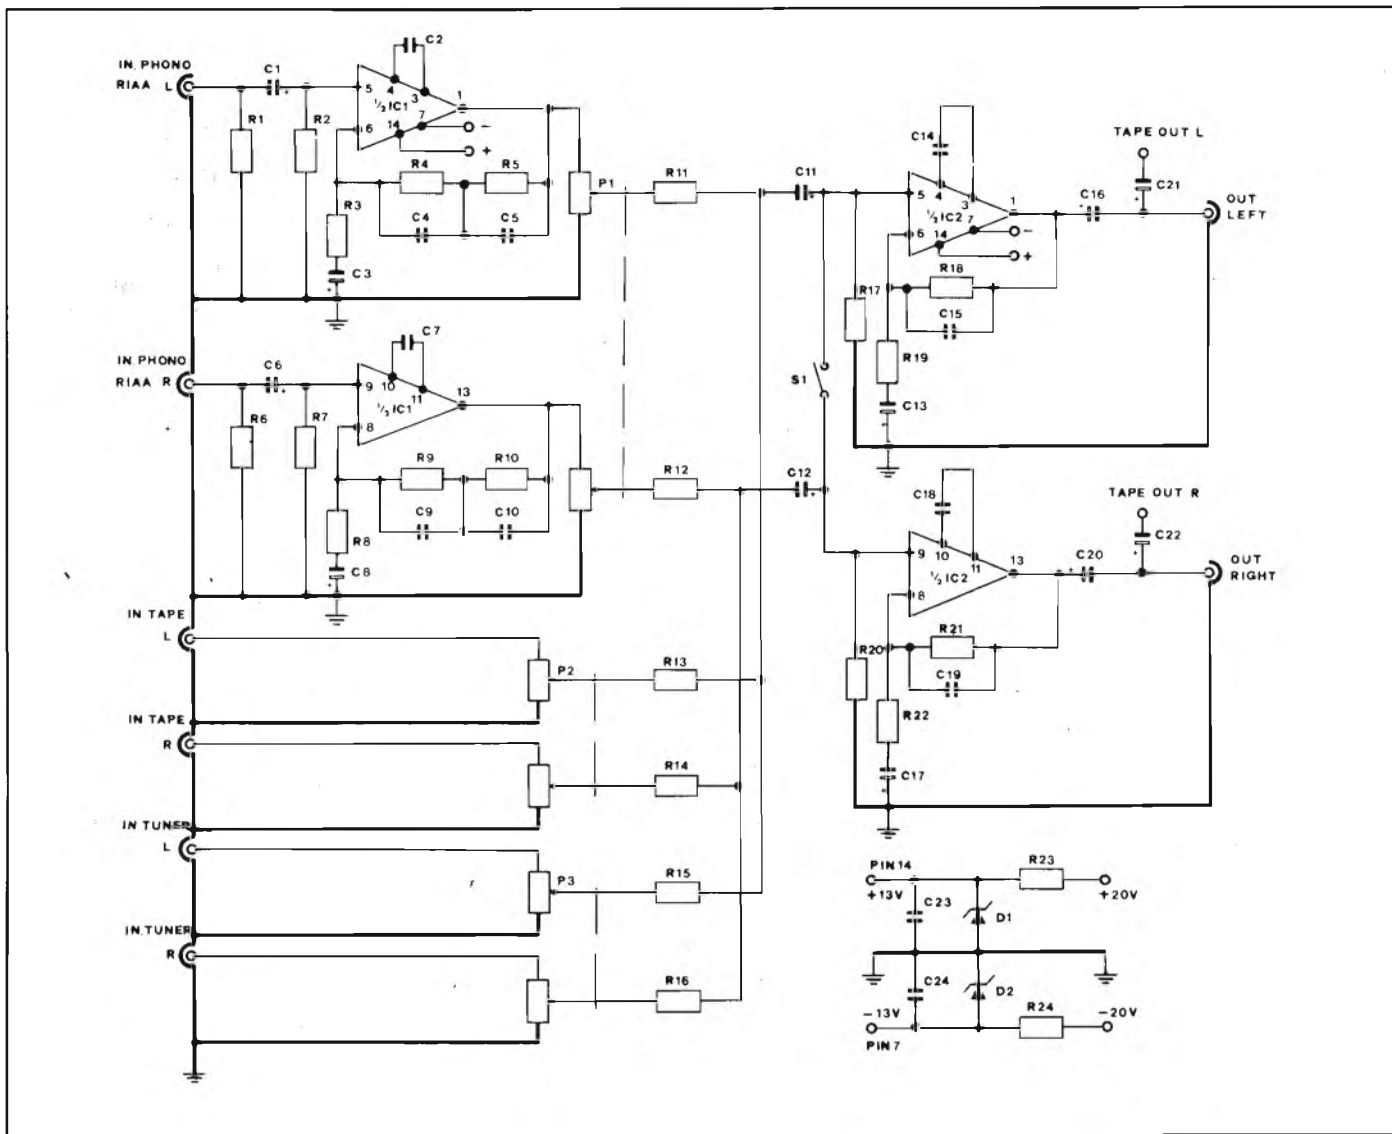 IN. PHONO
RIAA L
C1
C2
R1
R2
5
4
3
1
½ IC1
6
14
7
-
+
R4
R5
R3
C4
C5
C3
P1
R11
C11
C14
5
4
3
1
½ IC2
6
14
7
-
+
TAPE OUT L
C21
C16
OUT
LEFT
R18
C15
R17
R19
C13
IN. PHONO
RIAA R
C6
C7
R6
R7
9
10
11
13
½ IC1
8
R9
R10
R8
C9
C10
C8
R12
C12
S1
C18
9
10
11
13
½ IC2
8
TAPE OUT R
C22
C20
OUT
RIGHT
R21
C19
R20
R22
C17
IN TAPE
L
P2
R13
IN TAPE
R
R14
IN TUNER
L
P3
R15
IN.TUNER
R
R16
PIN 14
+13V
R23
+20V
C23
D1
C24
D2
-13V
PIN 7
R24
-20V